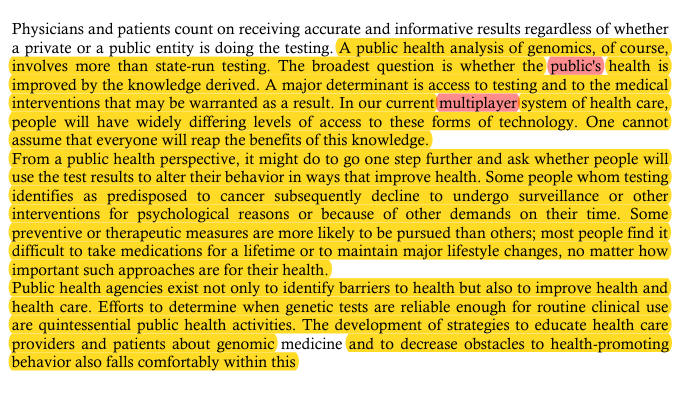 Physicians and patients count on receiving accurate and informative results regardless of whether
a private or a public entity is doing the testing. A public health analysis of genomics, of course,
involves more than state-run testing. The broadest question is whether the public's health is
improved by the knowledge derived. A major determinant is access to testing and to the medical
interventions that may be warranted as a result. In our current multiplayer system of health care,
people will have widely differing levels of access to these forms of technology. One cannot
assume that everyone will reap the benefits of this knowledge.
From a public health perspective, it might do to go one step further and ask whether people will
use the test results to alter their behavior in ways that improve health. Some people whom testing
identifies as predisposed to cancer subsequently decline to undergo surveillance or other
interventions for psychological reasons or because of other demands on their time. Some
preventive or therapeutic measures are more likely to be pursued than others; most people find it
difficult to take medications for a lifetime or to maintain major lifestyle changes, no matter how
important such approaches are for their health.
Public health agencies exist not only to identify barriers to health but also to improve health and
health care. Efforts to determine when genetic tests are reliable enough for routine clinical use
are quintessential public health activities. The development of strategies to educate health care
providers and patients about genomic medicine and to decrease obstacles to health-promoting
behavior also falls comfortably within this